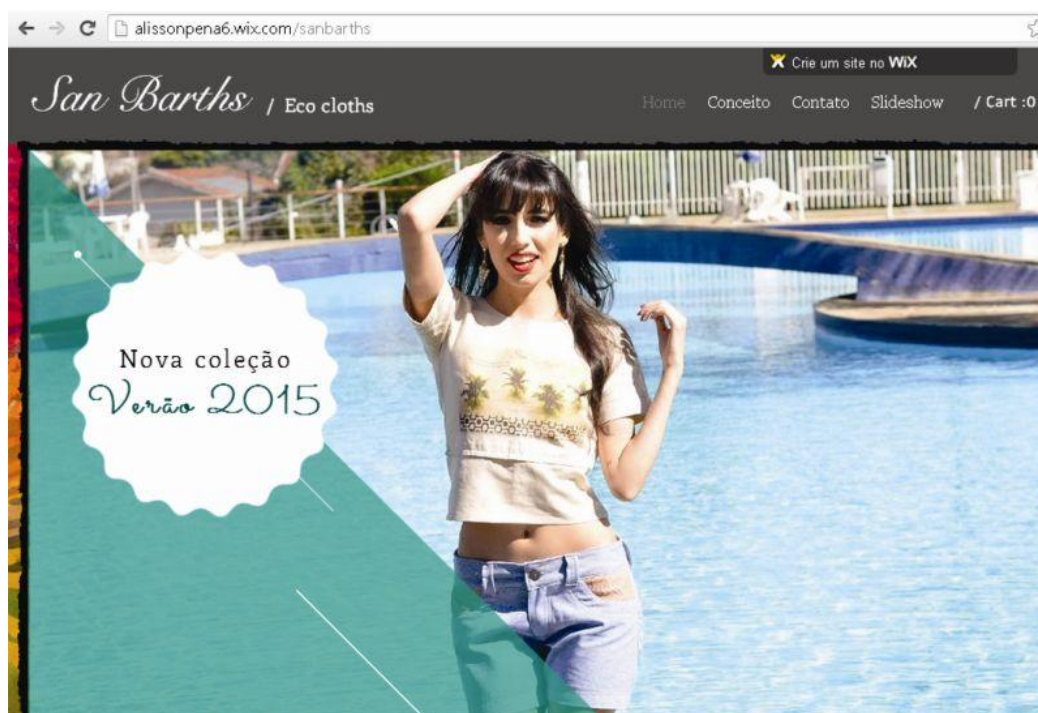 alissonpena6.wix.com/sanbarths
Crie um site no WiX
San Barths / Eco cloths
Home Conceito Contato Slideshow / Cart :0
Nova coleção
Verão 2015